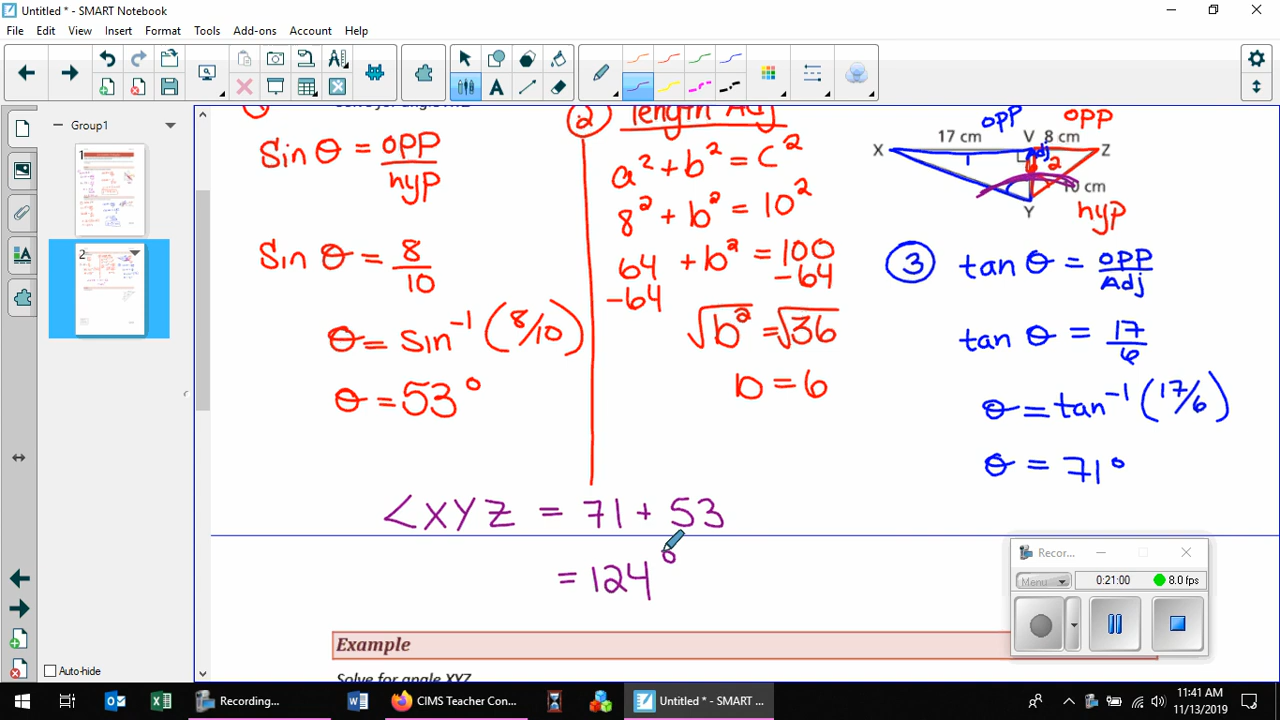 Untitled * - SMART Notebook
File Edit View Insert Format Tools Add-ons Account Help
Group1
1
2
Auto-hide
Sin θ = opp/hyp
Sin θ = 8/10
θ = sin⁻¹ (8/10)
θ = 53°
② length Adj
a² + b² = c²
8² + b² = 10²
64 + b² = 100
-64 -64
√b² = √36
b = 6
opp opp
17 cm V 8 cm
X Adj Z
1 6 2
10 cm
Y hyp
③ tan θ = opp/Adj
tan θ = 17/6
θ = tan⁻¹ (17/6)
θ = 71°
<XYZ = 71 + 53
= 124°
Example
Solve for angle XYZ
Recor...
Menu 0:21:00 8.0 fps
Recording... CIMS Teacher Con... Untitled * - SMART ...
11:41 AM
11/13/2019